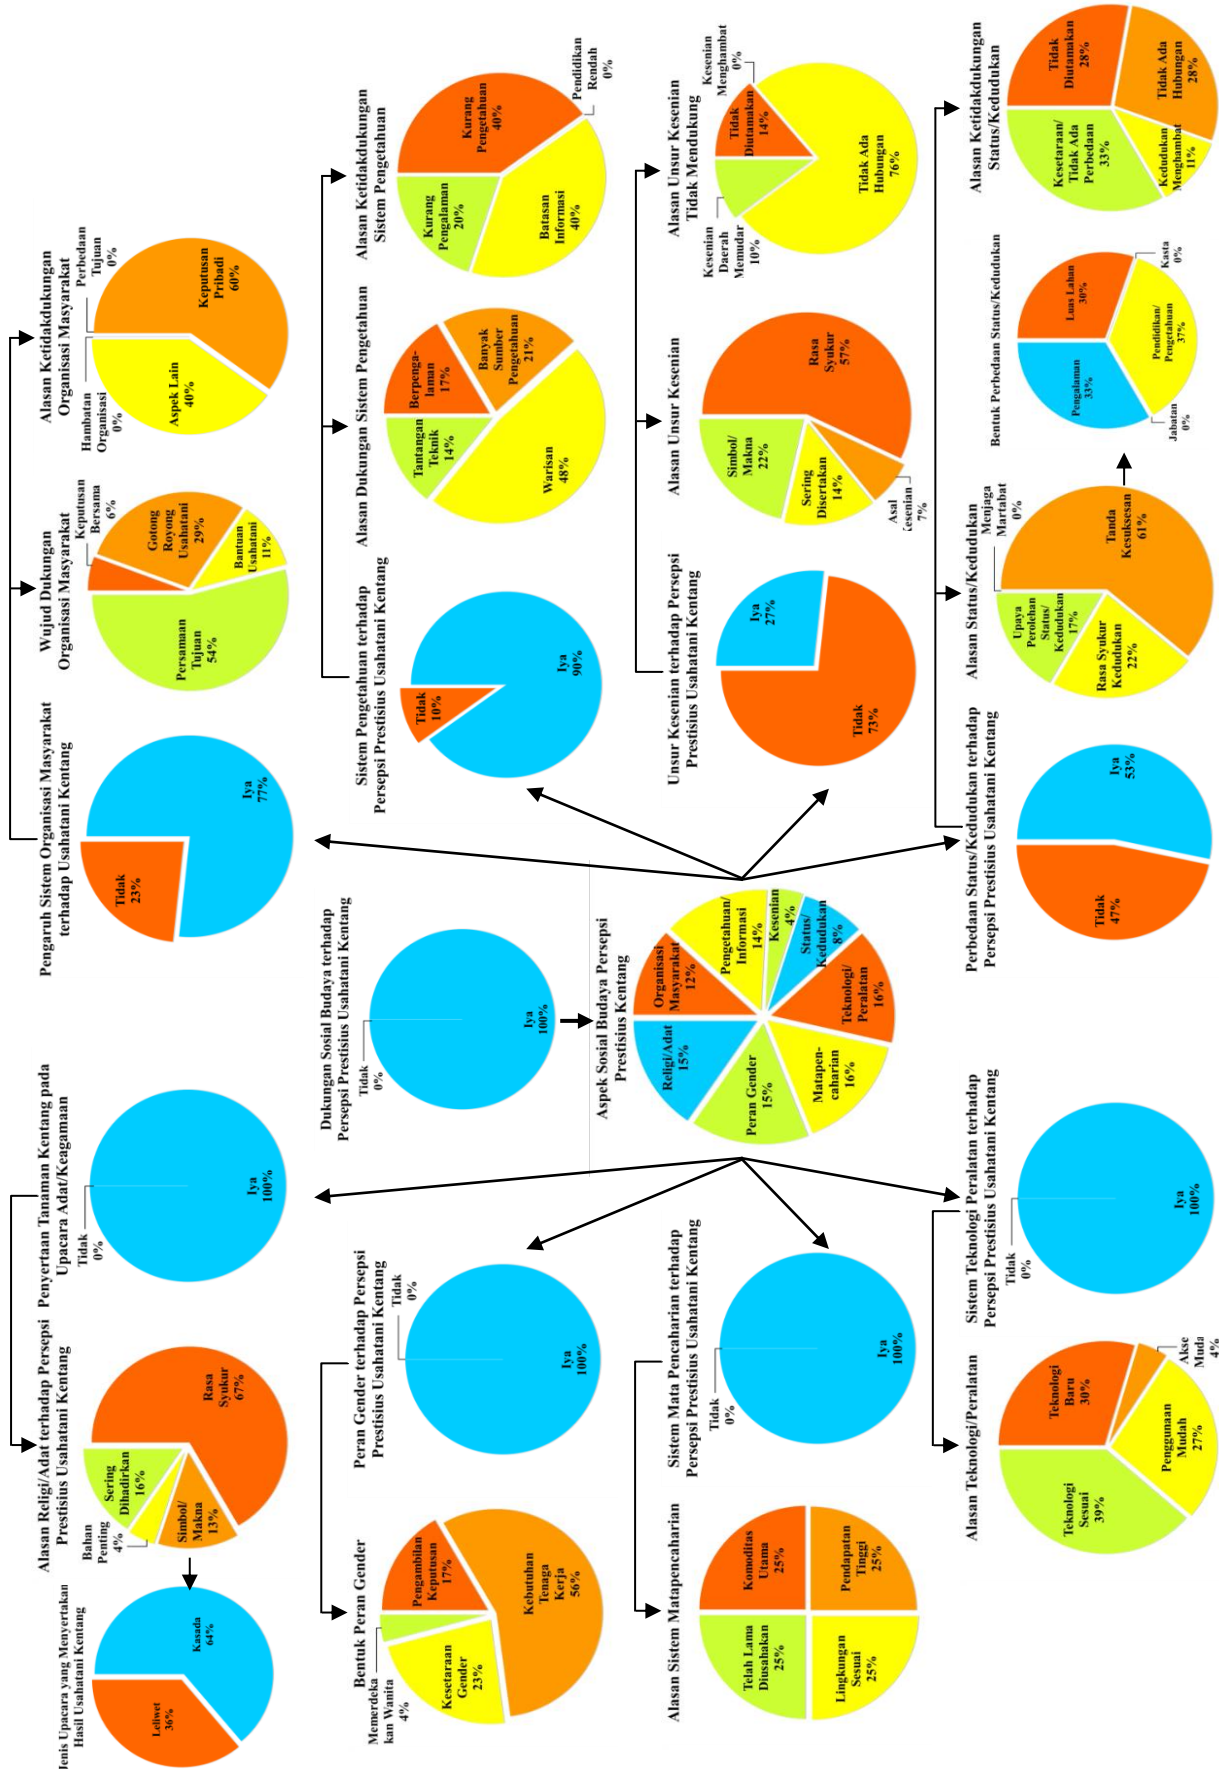 Pengaruh Sistem Organisasi Masyarakat
terhadap Usahatani Kentang
Tidak
23%
Iya
77%
Wujud Dukungan
Organisasi Masyarakat
Keputusan
Bersama
6%
Gotong
Royong
Usahatani
29%
Bantuan
Usahatani
11%
Persamaan
Tujuan
54%
Alasan Ketidakdukungan
Organisasi Masyarakat
Hambatan
Organisasi
0%
Perbedaan
Tujuan
0%
Keputusan
Pribadi
60%
Aspek Lain
40%
Sistem Pengetahuan terhadap
Persepsi Prestisius Usahatani Kentang
Tidak
10%
Iya
90%
Alasan Dukungan Sistem Pengetahuan
Berpenga-
laman
17%
Banyak
Sumber
Pengetahuan
21%
Warisan
48%
Tantangan
Teknik
14%
Alasan Ketidakdukungan
Sistem Pengetahuan
Kurang
Pengetahuan
40%
Pendidikan
Rendah
0%
Batasan
Informasi
40%
Kurang
Pengalaman
20%
Unsur Kesenian terhadap Persepsi
Prestisius Usahatani Kentang
Iya
27%
Tidak
73%
Alasan Unsur Kesenian
Rasa
Syukur
57%
Asal
Kesenian
7%
Sering
Disertakan
14%
Simbol/
Makna
22%
Alasan Unsur Kesenian
Tidak Mendukung
Tidak
Diutamakan
14%
Kesenian
Menghambat
0%
Tidak Ada
Hubungan
76%
Kesenian
Daerah
Memudar
10%
Perbedaan Status/Kedudukan terhadap
Persepsi Prestisius Usahatani Kentang
Iya
53%
Tidak
47%
Alasan Status/Kedudukan
Menjaga
Martabat
0%
Tanda
Kesuksesan
61%
Rasa Syukur
Kedudukan
22%
Upaya
Perolehan
Status/
Kedudukan
17%
Bentuk Perbedaan Status/Kedudukan
Luas Lahan
30%
Kasta
0%
Pendidikan/
Pengetahuan
37%
Jabatan
0%
Pengalaman
33%
Alasan Ketidakdukungan
Status/Kedudukan
Tidak
Diutamakan
28%
Tidak Ada
Hubungan
28%
Kedudukan
Menghambat
11%
Kesetaraan/
Tidak Ada
Perbedaan
33%
Dukungan Sosial Budaya terhadap
Persepsi Prestisius Usahatani Kentang
Tidak
0%
Iya
100%
Aspek Sosial Budaya Persepsi
Prestisius Kentang
Organisasi
Masyarakat
12%
Pengetahuan/
Informasi
14%
Kesenian
4%
Status/
Kedudukan
8%
Teknologi/
Peralatan
16%
Matapen-
caharian
16%
Peran Gender
15%
Religi/Adat
15%
Penyertaan Tanaman Kentang pada
Upacara Adat/Keagamaan
Tidak
0%
Iya
100%
Alasan Religi/Adat terhadap Persepsi
Prestisius Usahatani Kentang
Rasa
Syukur
67%
Simbol/
Makna
13%
Bahan
Penting
4%
Sering
Dihadirkan
16%
Jenis Upacara yang Menyertakan
Hasil Usahatani Kentang
Kasada
64%
Leliwet
36%
Peran Gender terhadap Persepsi
Prestisius Usahatani Kentang
Tidak
0%
Iya
100%
Bentuk Peran Gender
Pengambilan
Keputusan
17%
Kebutuhan
Tenaga
Kerja
56%
Kesetaraan
Gender
23%
Memerdeka
kan Wanita
4%
Sistem Mata Pencaharian terhadap
Persepsi Prestisius Usahatani Kentang
Tidak
0%
Iya
100%
Alasan Sistem Matapencaharian
Komoditas
Utama
25%
Pendapatan
Tinggi
25%
Lingkungan
Sesuai
25%
Telah Lama
Diusahakan
25%
Sistem Teknologi Peralatan terhadap
Persepsi Prestisius Usahatani Kentang
Tidak
0%
Iya
100%
Alasan Teknologi/Peralatan
Teknologi
Baru
30%
Akse
Muda
4%
Penggunaan
Mudah
27%
Teknologi
Sesuai
39%